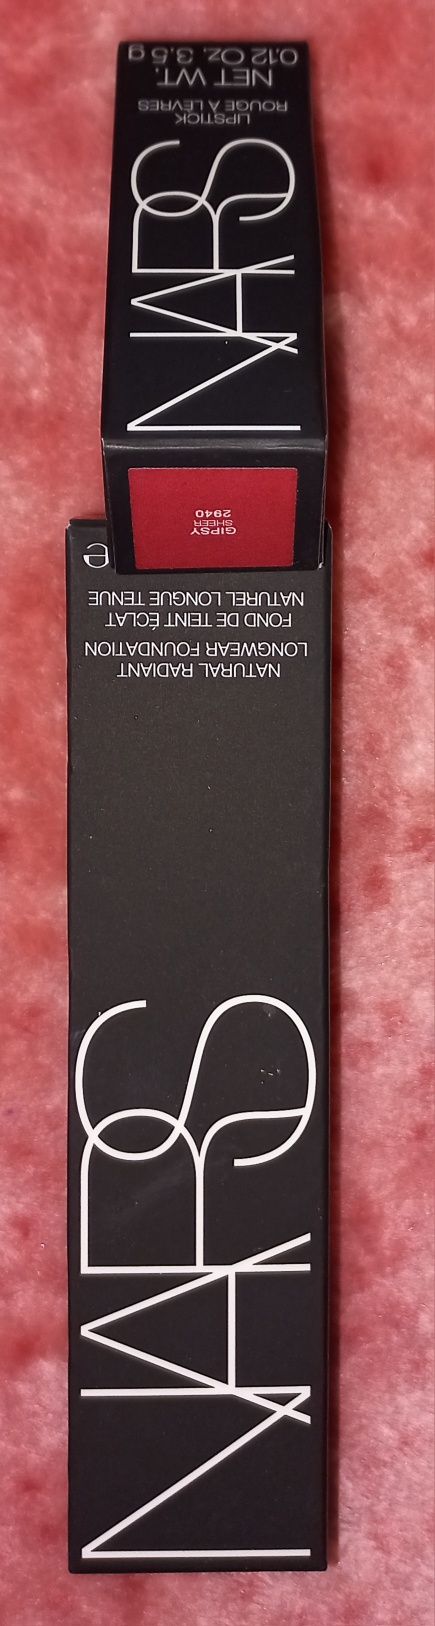 NARS
NATURAL RADIANT
LONGWEAR FOUNDATION
FOND DE TEINT ÉCLAT
NATUREL LONGUE TENUE
℮
GIPSY
SHEER
2940
NARS
LIPSTICK
ROUGE À LÈVRES
NET WT.
0.12 Oz. 3.5 g